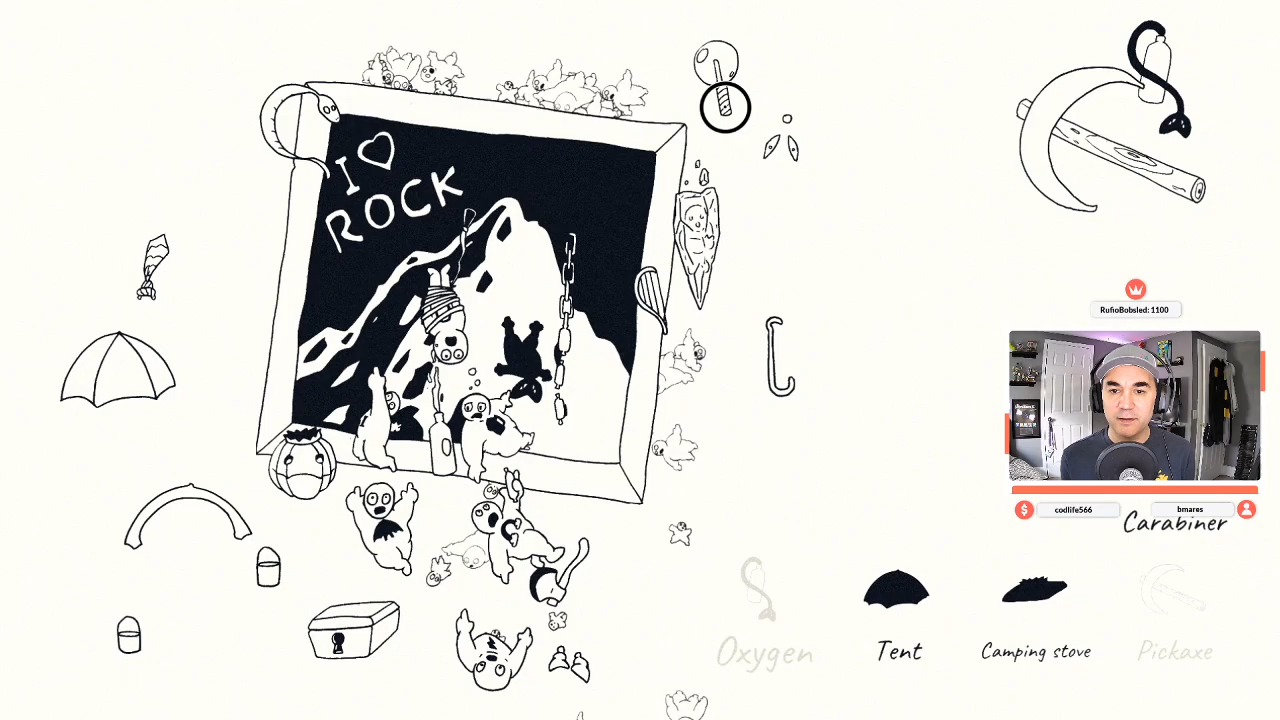 I ♡
ROCK
RufioBobsled: 1100
codlife566
bmares
Carabiner
Oxygen
Tent
Camping stove
Pickaxe